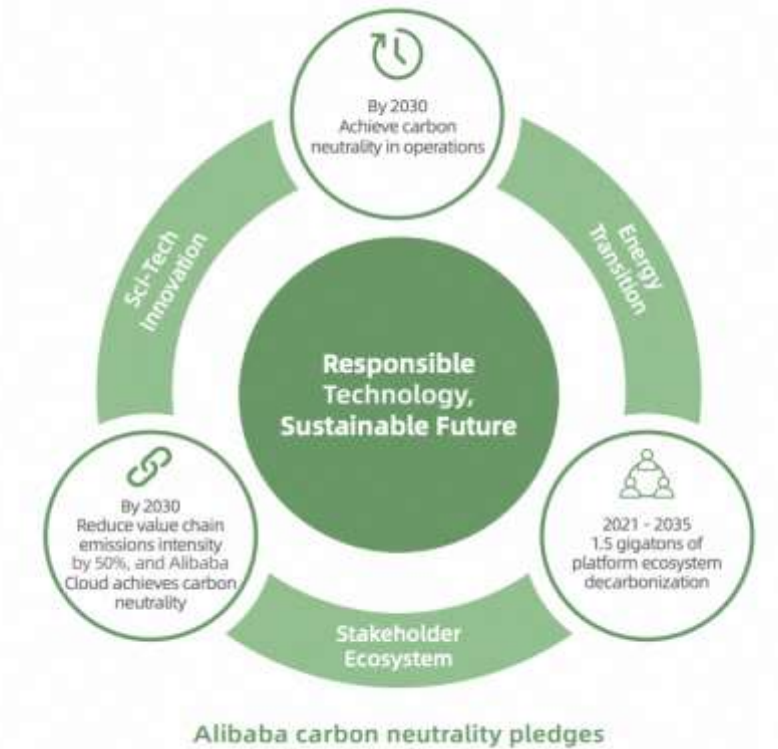 By 2030
Achieve carbon
neutrality in operations
Sci-Tech
Innovation
Energy
Transition
Responsible
Technology,
Sustainable Future
By 2030
Reduce value chain
emissions intensity
by 50%, and Alibaba
Cloud achieves carbon
neutrality
2021 - 2035
1.5 gigatons of
platform ecosystem
decarbonization
Stakeholder
Ecosystem
Alibaba carbon neutrality pledges